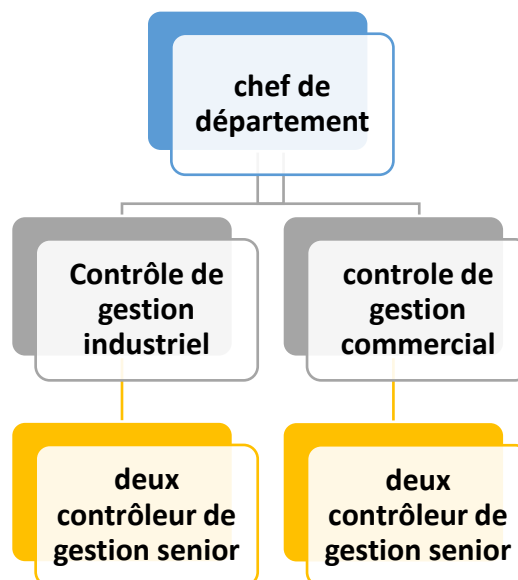 chef de
département
Contrôle de
gestion
industriel
controle de
gestion
commercial
deux
contrôleur de
gestion senior
deux
contrôleur de
gestion senior